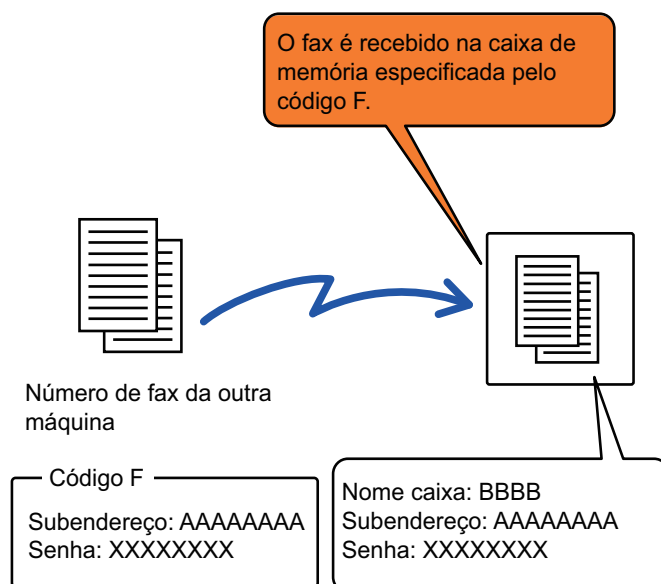 O fax é recebido na caixa de
memória especificada pelo
código F.
Número de fax da outra
máquina
Código F
Subendereço: AAAAAAAA
Senha: XXXXXXXX
Nome caixa: BBBB
Subendereço: AAAAAAAA
Senha: XXXXXXXX